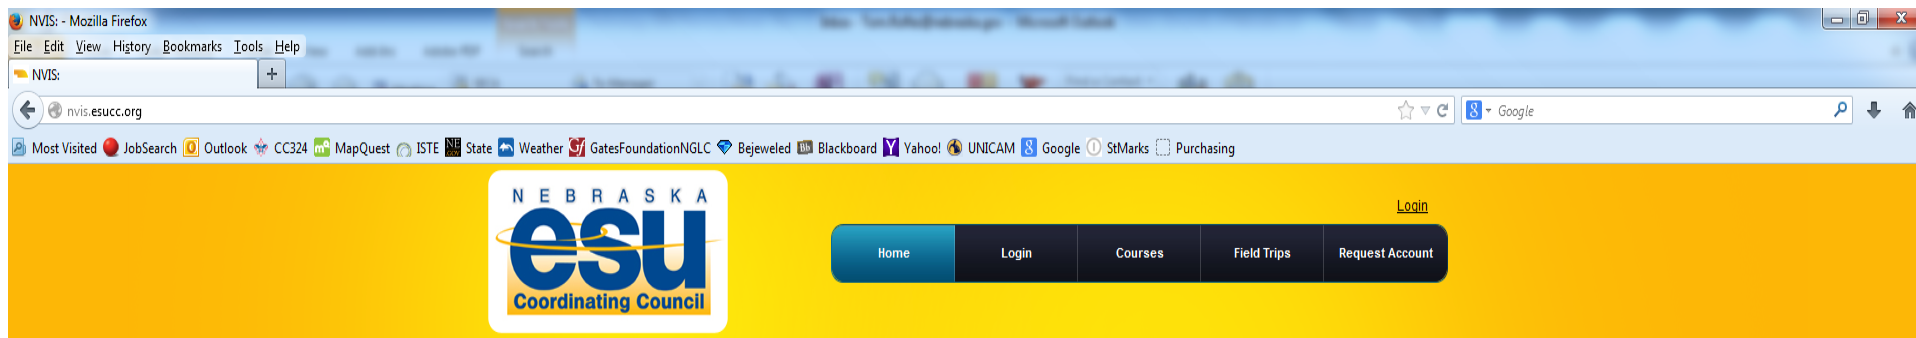 NVIS: - Mozilla Firefox
File Edit View History Bookmarks Tools Help
NVIS: +
nvis.esucc.org Google
Most Visited JobSearch Outlook CC324 MapQuest ISTE State Weather GatesFoundationNGLC Bejeweled Blackboard Yahoo! UNICAM Google StMarks Purchasing
NEBRASKA
esu
Coordinating Council
Login
Home Login Courses Field Trips Request Account